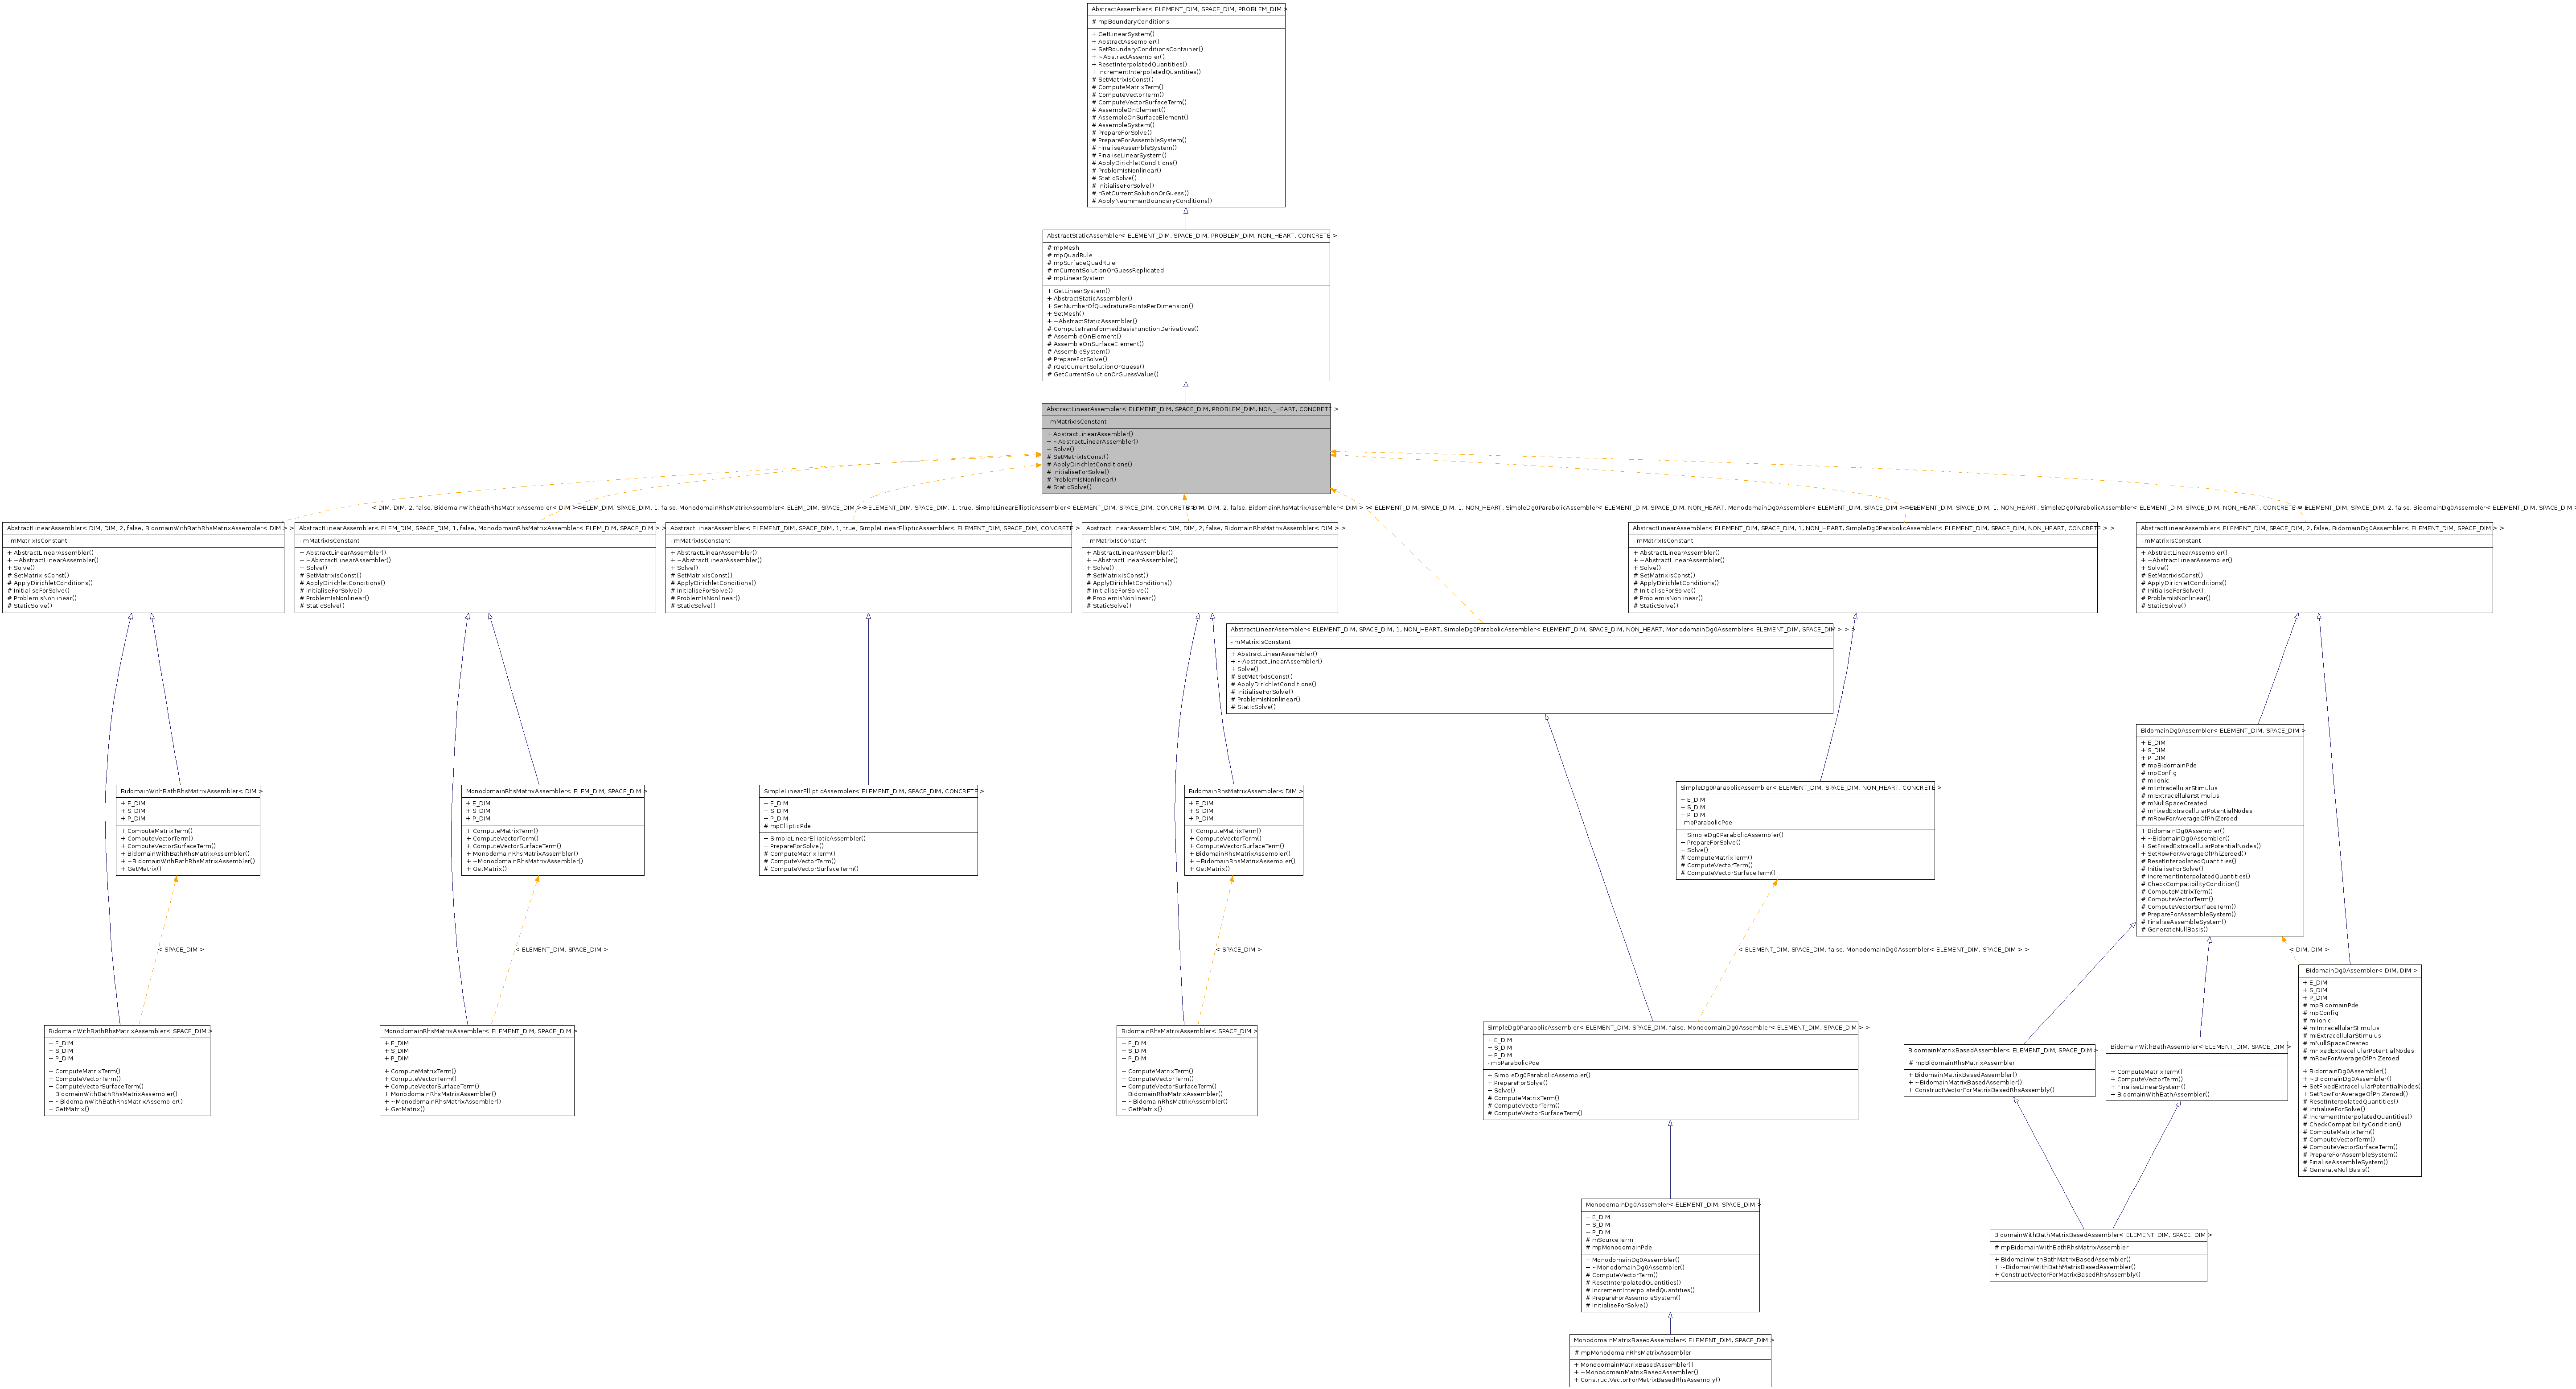 AbstractAssembler< ELEMENT_DIM, SPACE_DIM, PROBLEM_DIM >
# mpBoundaryConditions
+ GetLinearSystem()
+ AbstractAssembler()
+ SetBoundaryConditionsContainer()
+ ~AbstractAssembler()
+ ResetInterpolatedQuantities()
+ IncrementInterpolatedQuantities()
# SetMatrixIsConst()
# ComputeMatrixTerm()
# ComputeVectorTerm()
# ComputeVectorSurfaceTerm()
# AssembleOnElement()
# AssembleOnSurfaceElement()
# AssembleSystem()
# PrepareForSolve()
# PrepareForAssembleSystem()
# FinaliseAssembleSystem()
# FinaliseLinearSystem()
# ApplyDirichletConditions()
# ProblemIsNonlinear()
# StaticSolve()
# InitialiseForSolve()
# rGetCurrentSolutionOrGuess()
# ApplyNeummanBoundaryConditions()
AbstractStaticAssembler< ELEMENT_DIM, SPACE_DIM, PROBLEM_DIM, NON_HEART, CONCRETE >
# mpMesh
# mpQuadRule
# mpSurfaceQuadRule
# mCurrentSolutionOrGuessReplicated
# mpLinearSystem
+ GetLinearSystem()
+ AbstractStaticAssembler()
+ SetNumberOfQuadraturePointsPerDimension()
+ SetMesh()
+ ~AbstractStaticAssembler()
# ComputeTransformedBasisFunctionDerivatives()
# AssembleOnElement()
# AssembleOnSurfaceElement()
# AssembleSystem()
# PrepareForSolve()
# rGetCurrentSolutionOrGuess()
# GetCurrentSolutionOrGuessValue()
AbstractLinearAssembler< ELEMENT_DIM, SPACE_DIM, PROBLEM_DIM, NON_HEART, CONCRETE >
- mMatrixIsConstant
+ AbstractLinearAssembler()
+ ~AbstractLinearAssembler()
+ Solve()
# SetMatrixIsConst()
# ApplyDirichletConditions()
# InitialiseForSolve()
# ProblemIsNonlinear()
# StaticSolve()
< DIM, DIM, 2, false, BidomainWithBathRhsMatrixAssembler< DIM > >
< ELEM_DIM, SPACE_DIM, 1, false, MonodomainRhsMatrixAssembler< ELEM_DIM, SPACE_DIM > >
< ELEMENT_DIM, SPACE_DIM, 1, true, SimpleLinearEllipticAssembler< ELEMENT_DIM, SPACE_DIM, CONCRETE > >
DIM, 2, false, BidomainRhsMatrixAssembler< DIM > >
< ELEMENT_DIM, SPACE_DIM, 1, NON_HEART, SimpleDg0ParabolicAssembler< ELEMENT_DIM, SPACE_DIM, NON_HEART, MonodomainDg0Assembler< ELEMENT_DIM, SPACE_DIM > > >
ELEMENT_DIM, SPACE_DIM, 1, NON_HEART, SimpleDg0ParabolicAssembler< ELEMENT_DIM, SPACE_DIM, NON_HEART, CONCRETE > >
ELEMENT_DIM, SPACE_DIM, 2, false, BidomainDg0Assembler< ELEMENT_DIM, SPACE_DIM >
AbstractLinearAssembler< DIM, DIM, 2, false, BidomainWithBathRhsMatrixAssembler< DIM > >
- mMatrixIsConstant
+ AbstractLinearAssembler()
+ ~AbstractLinearAssembler()
+ Solve()
# SetMatrixIsConst()
# ApplyDirichletConditions()
# InitialiseForSolve()
# ProblemIsNonlinear()
# StaticSolve()
AbstractLinearAssembler< ELEM_DIM, SPACE_DIM, 1, false, MonodomainRhsMatrixAssembler< ELEM_DIM, SPACE_DIM > >
- mMatrixIsConstant
+ AbstractLinearAssembler()
+ ~AbstractLinearAssembler()
+ Solve()
# SetMatrixIsConst()
# ApplyDirichletConditions()
# InitialiseForSolve()
# ProblemIsNonlinear()
# StaticSolve()
AbstractLinearAssembler< ELEMENT_DIM, SPACE_DIM, 1, true, SimpleLinearEllipticAssembler< ELEMENT_DIM, SPACE_DIM, CONCRETE >
- mMatrixIsConstant
+ AbstractLinearAssembler()
+ ~AbstractLinearAssembler()
+ Solve()
# SetMatrixIsConst()
# ApplyDirichletConditions()
# InitialiseForSolve()
# ProblemIsNonlinear()
# StaticSolve()
AbstractLinearAssembler< DIM, DIM, 2, false, BidomainRhsMatrixAssembler< DIM > >
- mMatrixIsConstant
+ AbstractLinearAssembler()
+ ~AbstractLinearAssembler()
+ Solve()
# SetMatrixIsConst()
# ApplyDirichletConditions()
# InitialiseForSolve()
# ProblemIsNonlinear()
# StaticSolve()
AbstractLinearAssembler< ELEMENT_DIM, SPACE_DIM, 1, NON_HEART, SimpleDg0ParabolicAssembler< ELEMENT_DIM, SPACE_DIM, NON_HEART, CONCRETE > >
- mMatrixIsConstant
+ AbstractLinearAssembler()
+ ~AbstractLinearAssembler()
+ Solve()
# SetMatrixIsConst()
# ApplyDirichletConditions()
# InitialiseForSolve()
# ProblemIsNonlinear()
# StaticSolve()
AbstractLinearAssembler< ELEMENT_DIM, SPACE_DIM, 2, false, BidomainDg0Assembler< ELEMENT_DIM, SPACE_DIM > >
- mMatrixIsConstant
+ AbstractLinearAssembler()
+ ~AbstractLinearAssembler()
+ Solve()
# SetMatrixIsConst()
# ApplyDirichletConditions()
# InitialiseForSolve()
# ProblemIsNonlinear()
# StaticSolve()
AbstractLinearAssembler< ELEMENT_DIM, SPACE_DIM, 1, NON_HEART, SimpleDg0ParabolicAssembler< ELEMENT_DIM, SPACE_DIM, NON_HEART, MonodomainDg0Assembler< ELEMENT_DIM, SPACE_DIM > > >
- mMatrixIsConstant
+ AbstractLinearAssembler()
+ ~AbstractLinearAssembler()
+ Solve()
# SetMatrixIsConst()
# ApplyDirichletConditions()
# InitialiseForSolve()
# ProblemIsNonlinear()
# StaticSolve()
BidomainWithBathRhsMatrixAssembler< DIM >
+ E_DIM
+ S_DIM
+ P_DIM
+ ComputeMatrixTerm()
+ ComputeVectorTerm()
+ ComputeVectorSurfaceTerm()
+ BidomainWithBathRhsMatrixAssembler()
+ ~BidomainWithBathRhsMatrixAssembler()
+ GetMatrix()
MonodomainRhsMatrixAssembler< ELEM_DIM, SPACE_DIM >
+ E_DIM
+ S_DIM
+ P_DIM
+ ComputeMatrixTerm()
+ ComputeVectorTerm()
+ ComputeVectorSurfaceTerm()
+ MonodomainRhsMatrixAssembler()
+ ~MonodomainRhsMatrixAssembler()
+ GetMatrix()
SimpleLinearEllipticAssembler< ELEMENT_DIM, SPACE_DIM, CONCRETE >
+ E_DIM
+ S_DIM
+ P_DIM
# mpEllipticPde
+ SimpleLinearEllipticAssembler()
+ PrepareForSolve()
# ComputeMatrixTerm()
# ComputeVectorTerm()
# ComputeVectorSurfaceTerm()
BidomainRhsMatrixAssembler< DIM >
+ E_DIM
+ S_DIM
+ P_DIM
+ ComputeMatrixTerm()
+ ComputeVectorTerm()
+ ComputeVectorSurfaceTerm()
+ BidomainRhsMatrixAssembler()
+ ~BidomainRhsMatrixAssembler()
+ GetMatrix()
SimpleDg0ParabolicAssembler< ELEMENT_DIM, SPACE_DIM, NON_HEART, CONCRETE >
+ E_DIM
+ S_DIM
+ P_DIM
- mpParabolicPde
+ SimpleDg0ParabolicAssembler()
+ PrepareForSolve()
+ Solve()
# ComputeMatrixTerm()
# ComputeVectorTerm()
# ComputeVectorSurfaceTerm()
BidomainDg0Assembler< ELEMENT_DIM, SPACE_DIM >
+ E_DIM
+ S_DIM
+ P_DIM
# mpBidomainPde
# mpConfig
# mIionic
# mIIntracellularStimulus
# mIExtracellularStimulus
# mNullSpaceCreated
# mFixedExtracellularPotentialNodes
# mRowForAverageOfPhiZeroed
+ BidomainDg0Assembler()
+ ~BidomainDg0Assembler()
+ SetFixedExtracellularPotentialNodes()
+ SetRowForAverageOfPhiZeroed()
# ResetInterpolatedQuantities()
# InitialiseForSolve()
# IncrementInterpolatedQuantities()
# CheckCompatibilityCondition()
# ComputeMatrixTerm()
# ComputeVectorTerm()
# ComputeVectorSurfaceTerm()
# PrepareForAssembleSystem()
# FinaliseAssembleSystem()
# GenerateNullBasis()
< SPACE_DIM >
< ELEMENT_DIM, SPACE_DIM >
< SPACE_DIM >
< ELEMENT_DIM, SPACE_DIM, false, MonodomainDg0Assembler< ELEMENT_DIM, SPACE_DIM > >
< DIM, DIM >
BidomainWithBathRhsMatrixAssembler< SPACE_DIM >
+ E_DIM
+ S_DIM
+ P_DIM
+ ComputeMatrixTerm()
+ ComputeVectorTerm()
+ ComputeVectorSurfaceTerm()
+ BidomainWithBathRhsMatrixAssembler()
+ ~BidomainWithBathRhsMatrixAssembler()
+ GetMatrix()
MonodomainRhsMatrixAssembler< ELEMENT_DIM, SPACE_DIM >
+ E_DIM
+ S_DIM
+ P_DIM
+ ComputeMatrixTerm()
+ ComputeVectorTerm()
+ ComputeVectorSurfaceTerm()
+ MonodomainRhsMatrixAssembler()
+ ~MonodomainRhsMatrixAssembler()
+ GetMatrix()
BidomainRhsMatrixAssembler< SPACE_DIM >
+ E_DIM
+ S_DIM
+ P_DIM
+ ComputeMatrixTerm()
+ ComputeVectorTerm()
+ ComputeVectorSurfaceTerm()
+ BidomainRhsMatrixAssembler()
+ ~BidomainRhsMatrixAssembler()
+ GetMatrix()
SimpleDg0ParabolicAssembler< ELEMENT_DIM, SPACE_DIM, false, MonodomainDg0Assembler< ELEMENT_DIM, SPACE_DIM > >
+ E_DIM
+ S_DIM
+ P_DIM
- mpParabolicPde
+ SimpleDg0ParabolicAssembler()
+ PrepareForSolve()
+ Solve()
# ComputeMatrixTerm()
# ComputeVectorTerm()
# ComputeVectorSurfaceTerm()
BidomainMatrixBasedAssembler< ELEMENT_DIM, SPACE_DIM >
# mpBidomainRhsMatrixAssembler
+ BidomainMatrixBasedAssembler()
+ ~BidomainMatrixBasedAssembler()
+ ConstructVectorForMatrixBasedRhsAssembly()
BidomainWithBathAssembler< ELEMENT_DIM, SPACE_DIM >
+ ComputeMatrixTerm()
+ ComputeVectorTerm()
+ FinaliseLinearSystem()
+ BidomainWithBathAssembler()
BidomainDg0Assembler< DIM, DIM >
+ E_DIM
+ S_DIM
+ P_DIM
# mpBidomainPde
# mpConfig
# mIionic
# mIIntracellularStimulus
# mIExtracellularStimulus
# mNullSpaceCreated
# mFixedExtracellularPotentialNodes
# mRowForAverageOfPhiZeroed
+ BidomainDg0Assembler()
+ ~BidomainDg0Assembler()
+ SetFixedExtracellularPotentialNodes()
+ SetRowForAverageOfPhiZeroed()
# ResetInterpolatedQuantities()
# InitialiseForSolve()
# IncrementInterpolatedQuantities()
# CheckCompatibilityCondition()
# ComputeMatrixTerm()
# ComputeVectorTerm()
# ComputeVectorSurfaceTerm()
# PrepareForAssembleSystem()
# FinaliseAssembleSystem()
# GenerateNullBasis()
MonodomainDg0Assembler< ELEMENT_DIM, SPACE_DIM >
+ E_DIM
+ S_DIM
+ P_DIM
# mSourceTerm
# mpMonodomainPde
+ MonodomainDg0Assembler()
+ ~MonodomainDg0Assembler()
# ComputeVectorTerm()
# ResetInterpolatedQuantities()
# IncrementInterpolatedQuantities()
# PrepareForAssembleSystem()
# InitialiseForSolve()
BidomainWithBathMatrixBasedAssembler< ELEMENT_DIM, SPACE_DIM >
# mpBidomainWithBathRhsMatrixAssembler
+ BidomainWithBathMatrixBasedAssembler()
+ ~BidomainWithBathMatrixBasedAssembler()
+ ConstructVectorForMatrixBasedRhsAssembly()
MonodomainMatrixBasedAssembler< ELEMENT_DIM, SPACE_DIM >
# mpMonodomainRhsMatrixAssembler
+ MonodomainMatrixBasedAssembler()
+ ~MonodomainMatrixBasedAssembler()
+ ConstructVectorForMatrixBasedRhsAssembly()